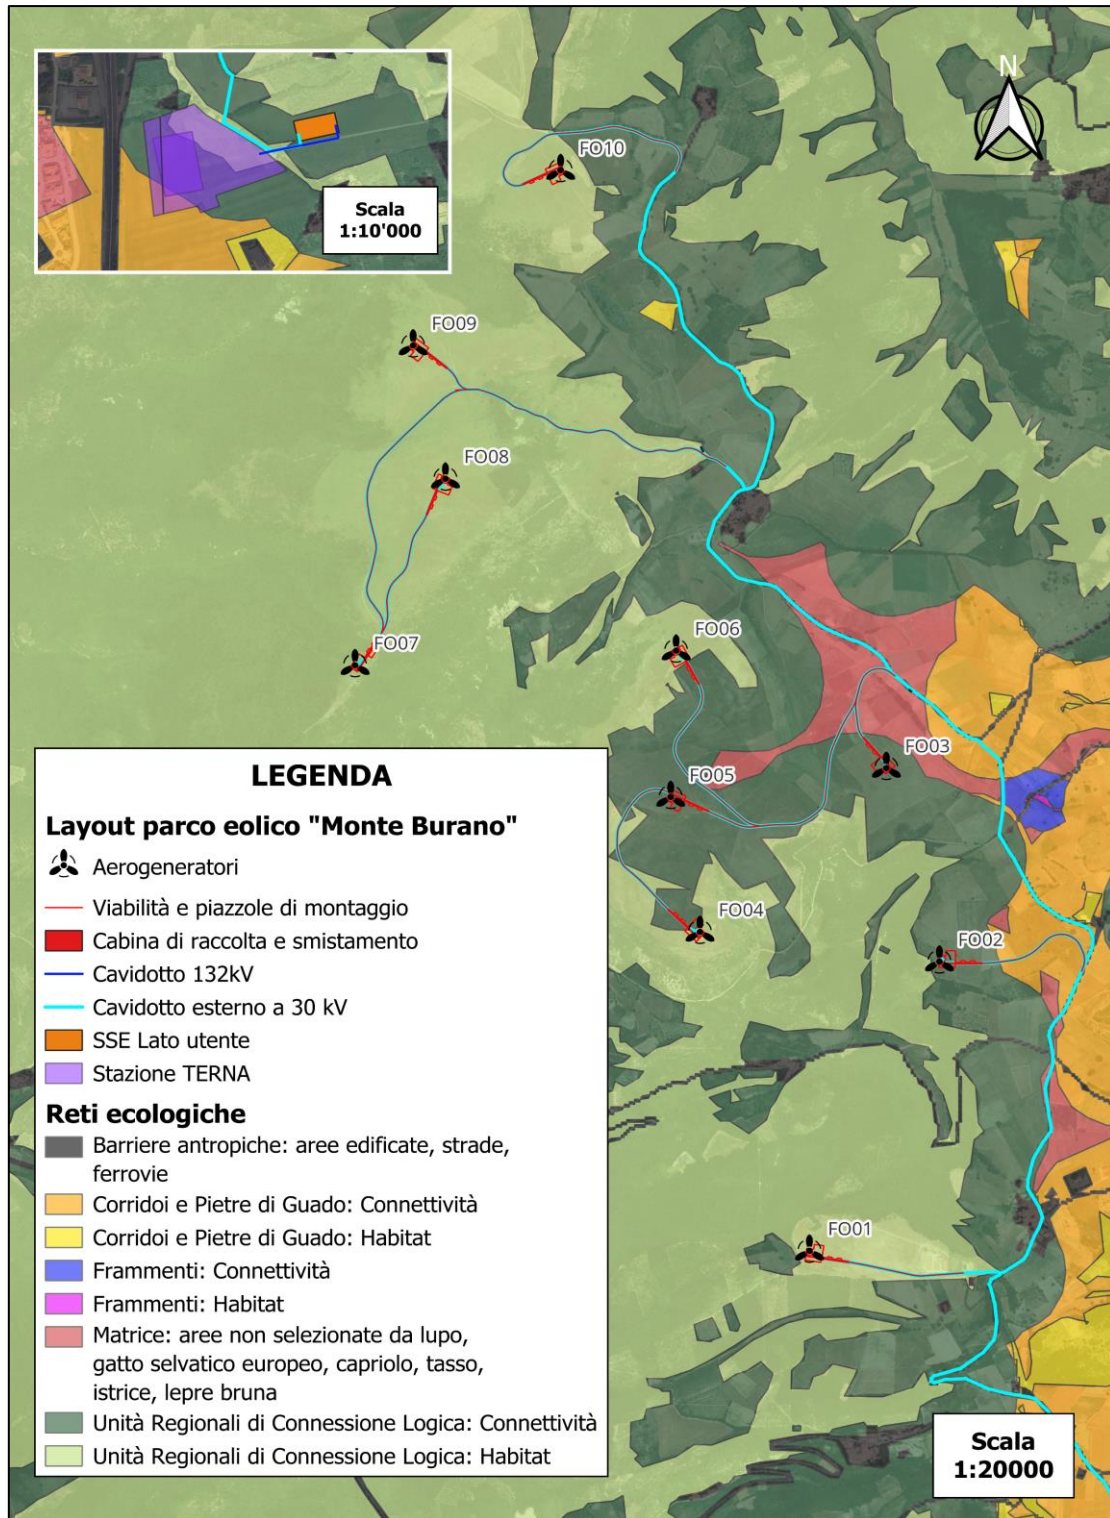 N
Scala
1:10'000
FO10
FO09
FO08
FO07
FO06
FO05
FO03
FO04
FO02
FO01
LEGENDA
Layout parco eolico "Monte Burano"
Aerogeneratori
Viabilità e piazzole di montaggio
Cabina di raccolta e smistamento
Cavidotto 132kV
Cavidotto esterno a 30 kV
SSE Lato utente
Stazione TERNA
Reti ecologiche
Barriere antropiche: aree edificate, strade,
ferrovie
Corridoi e Pietre di Guado: Connettività
Corridoi e Pietre di Guado: Habitat
Frammenti: Connettività
Frammenti: Habitat
Matrice: aree non selezionate da lupo,
gatto selvatico europeo, capriolo, tasso,
istrice, lepre bruna
Unità Regionali di Connessione Logica: Connettività
Unità Regionali di Connessione Logica: Habitat
Scala
1:20000